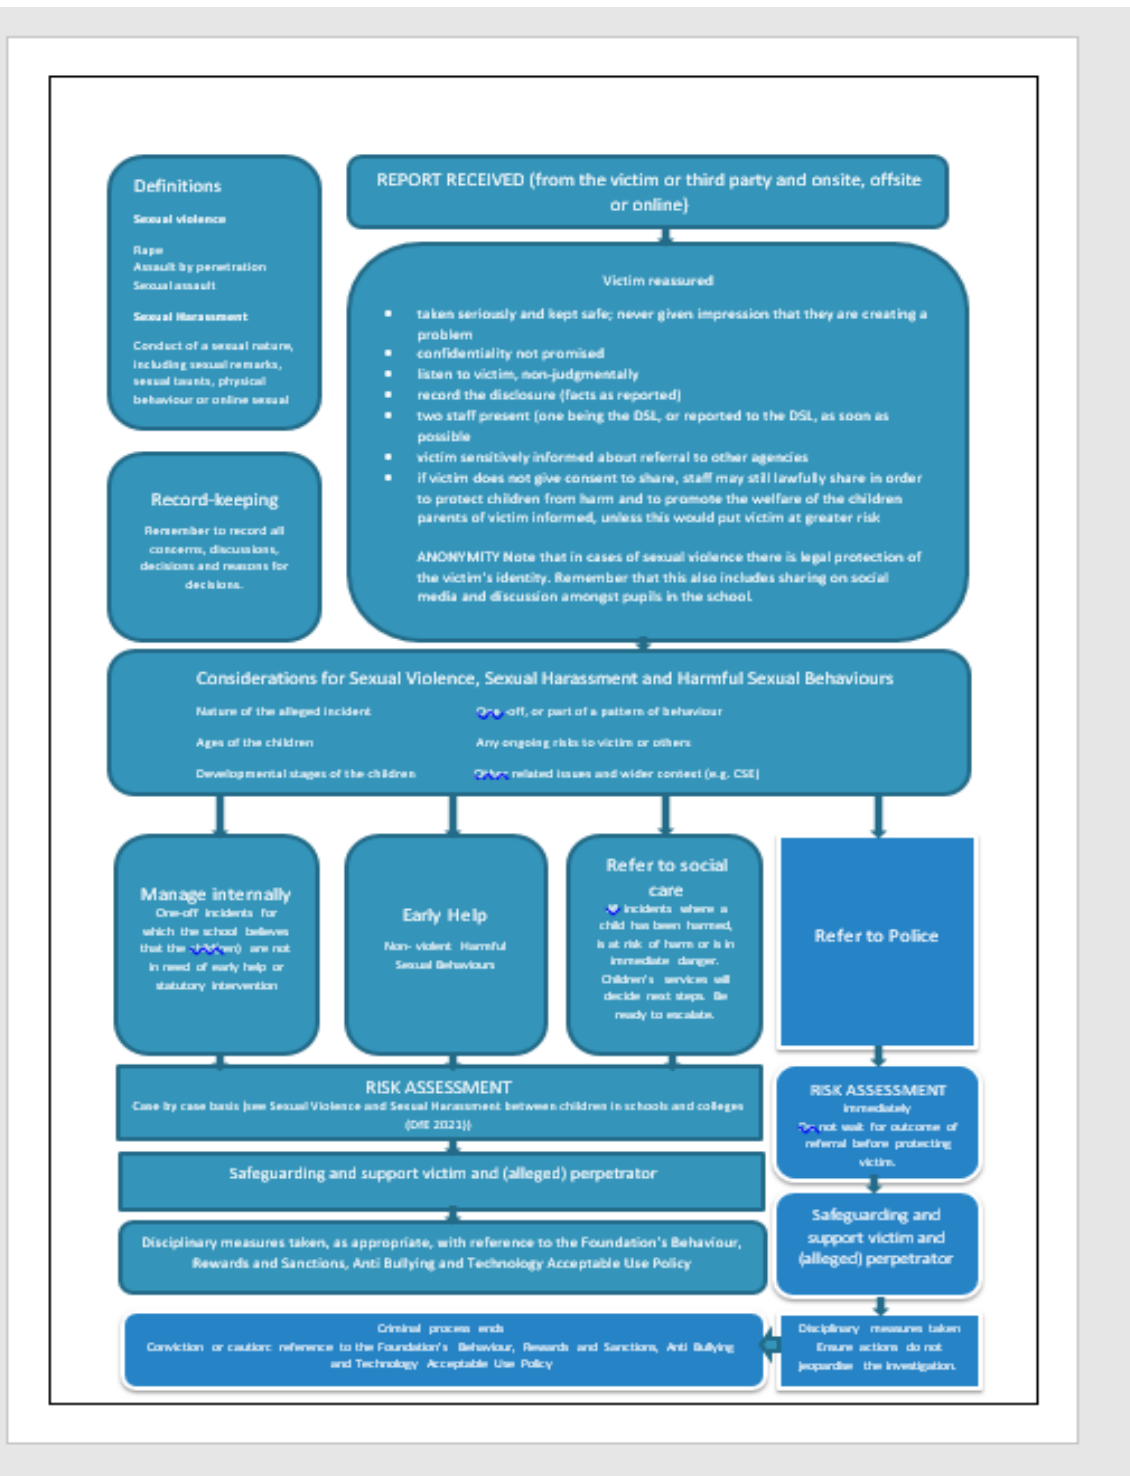 Definitions
Sexual violence
Rape
Assault by penetration
Sexual assault
Sexual Harassment
Conduct of a sexual nature,
including sexual remarks,
sexual taunts, physical
behaviour or online sexual
Record-keeping
Remember to record all
concerns, discussions,
decisions and reasons for
decisions.
REPORT RECEIVED (from the victim or third party and onsite, offsite
or online)
Victim reassured
▪ taken seriously and kept safe; never given impression that they are creating a
problem
▪ confidentiality not promised
▪ listen to victim, non-judgmentally
▪ record the disclosure (facts as reported)
▪ two staff present (one being the DSL, or reported to the DSL, as soon as
possible
▪ victim sensitively informed about referral to other agencies
▪ if victim does not give consent to share, staff may still lawfully share in order
to protect children from harm and to promote the welfare of the children
parents of victim informed, unless this would put victim at greater risk
ANONYMITY Note that in cases of sexual violence there is legal protection of
the victim's identity. Remember that this also includes sharing on social
media and discussion amongst pupils in the school.
Considerations for Sexual Violence, Sexual Harassment and Harmful Sexual Behaviours
Nature of the alleged incident
One-off, or part of a pattern of behaviour
Ages of the children
Any ongoing risks to victim or others
Developmental stages of the children
Other related issues and wider context (e.g. CSE)
Manage internally
One-off incidents for
which the school believes
that the child(ren) are not
in need of early help or
statutory intervention
Early Help
Non- violent Harmful
Sexual Behaviours
Refer to social
care
incidents where a
child has been harmed,
is at risk of harm or is in
immediate danger.
Children's services will
decide next steps. Be
ready to escalate.
Refer to Police
RISK ASSESSMENT
Case by case basis (see Sexual Violence and Sexual Harassment between children in schools and colleges
(DfE 2021))
Safeguarding and support victim and (alleged) perpetrator
Disciplinary measures taken, as appropriate, with reference to the Foundation's Behaviour,
Rewards and Sanctions, Anti Bullying and Technology Acceptable Use Policy
RISK ASSESSMENT
immediately
Do not wait for outcome of
referral before protecting
victim.
Safeguarding and
support victim and
(alleged) perpetrator
Disciplinary measures taken
Ensure actions do not
jeopardise the investigation.
Criminal process ends
Conviction or caution: reference to the Foundation's Behaviour, Rewards and Sanctions, Anti Bullying
and Technology Acceptable Use Policy